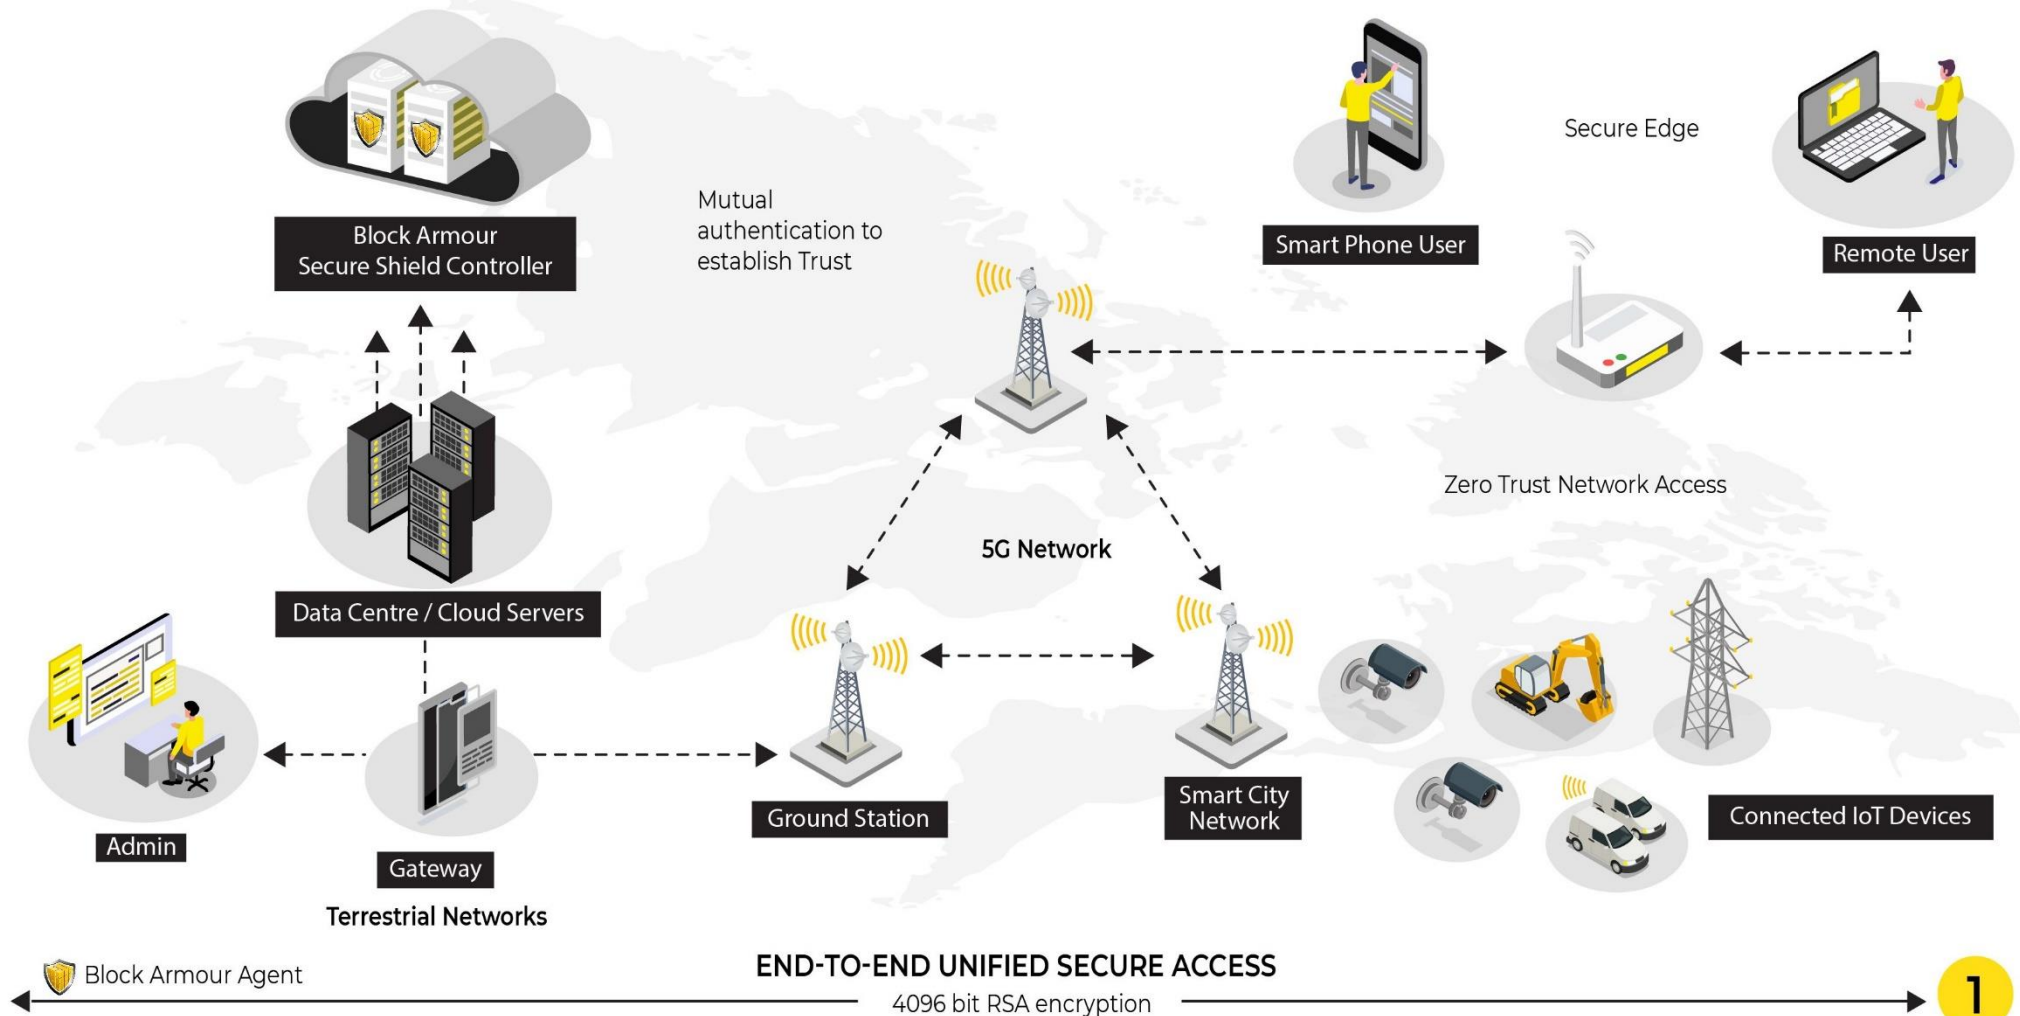 Block Armour
Secure Shield Controller
Mutual
authentication to
establish Trust
Smart Phone User
Secure Edge
Remote User
Zero Trust Network Access
5G Network
Data Centre / Cloud Servers
Admin
Gateway
Terrestrial Networks
Ground Station
Smart City
Network
Connected IoT Devices
Block Armour Agent
END-TO-END UNIFIED SECURE ACCESS
4096 bit RSA encryption
1